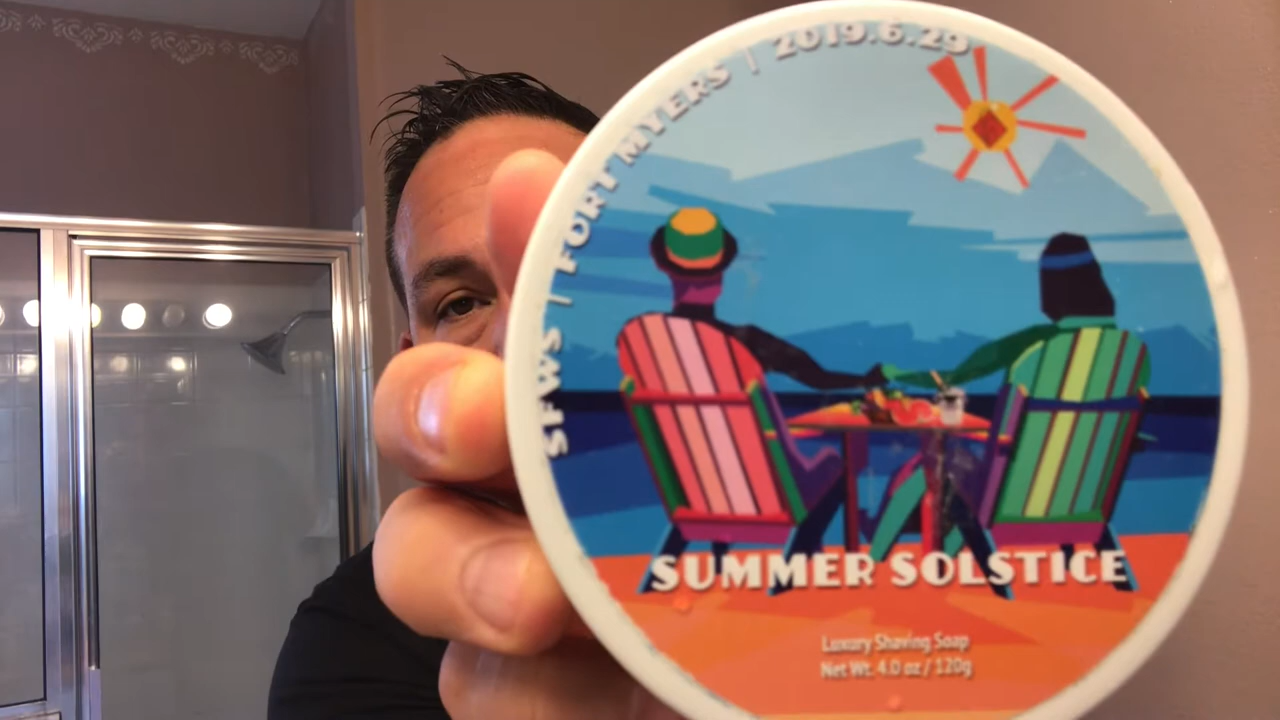 SFWS | FORT MYERS | 2019.6.29
SUMMER SOLSTICE
Luxury Shaving Soap
Net Wt. 4.0 oz / 120g